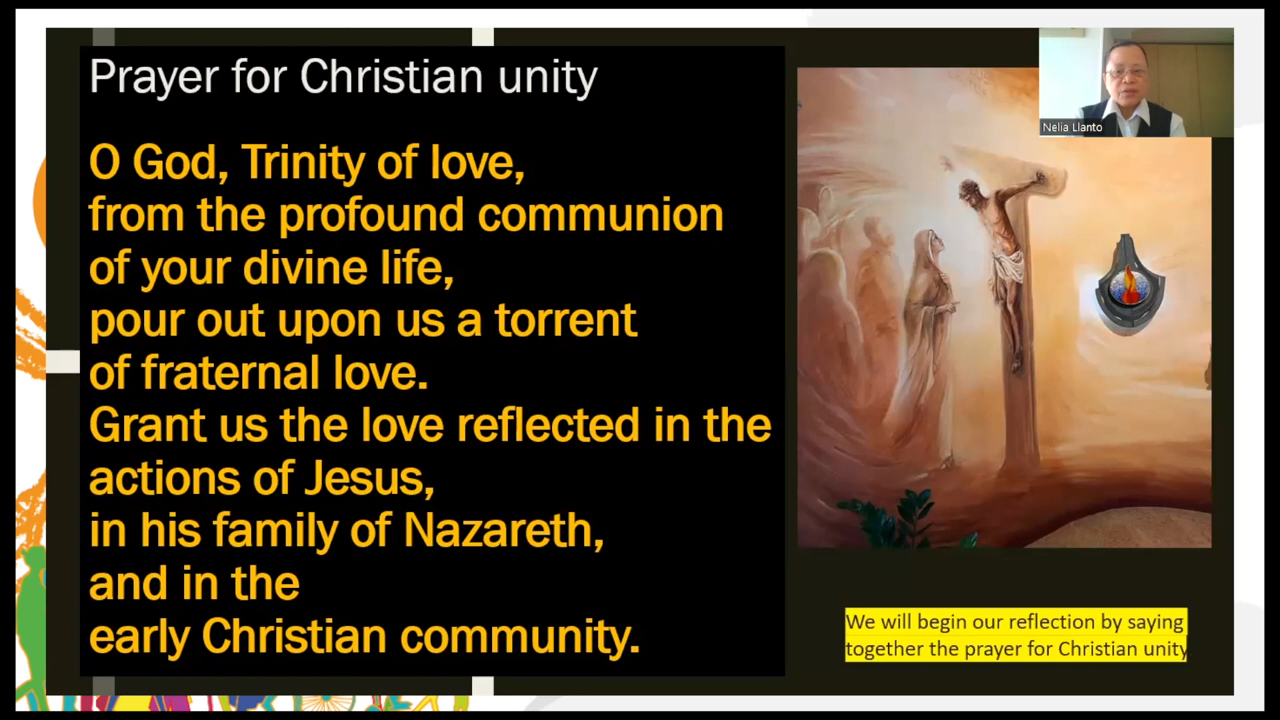 Prayer for Christian unity
O God, Trinity of love,
from the profound communion
of your divine life,
pour out upon us a torrent
of fraternal love.
Grant us the love reflected in the
actions of Jesus,
in his family of Nazareth,
and in the
early Christian community.
Nelia Llanto
We will begin our reflection by saying
together the prayer for Christian unity